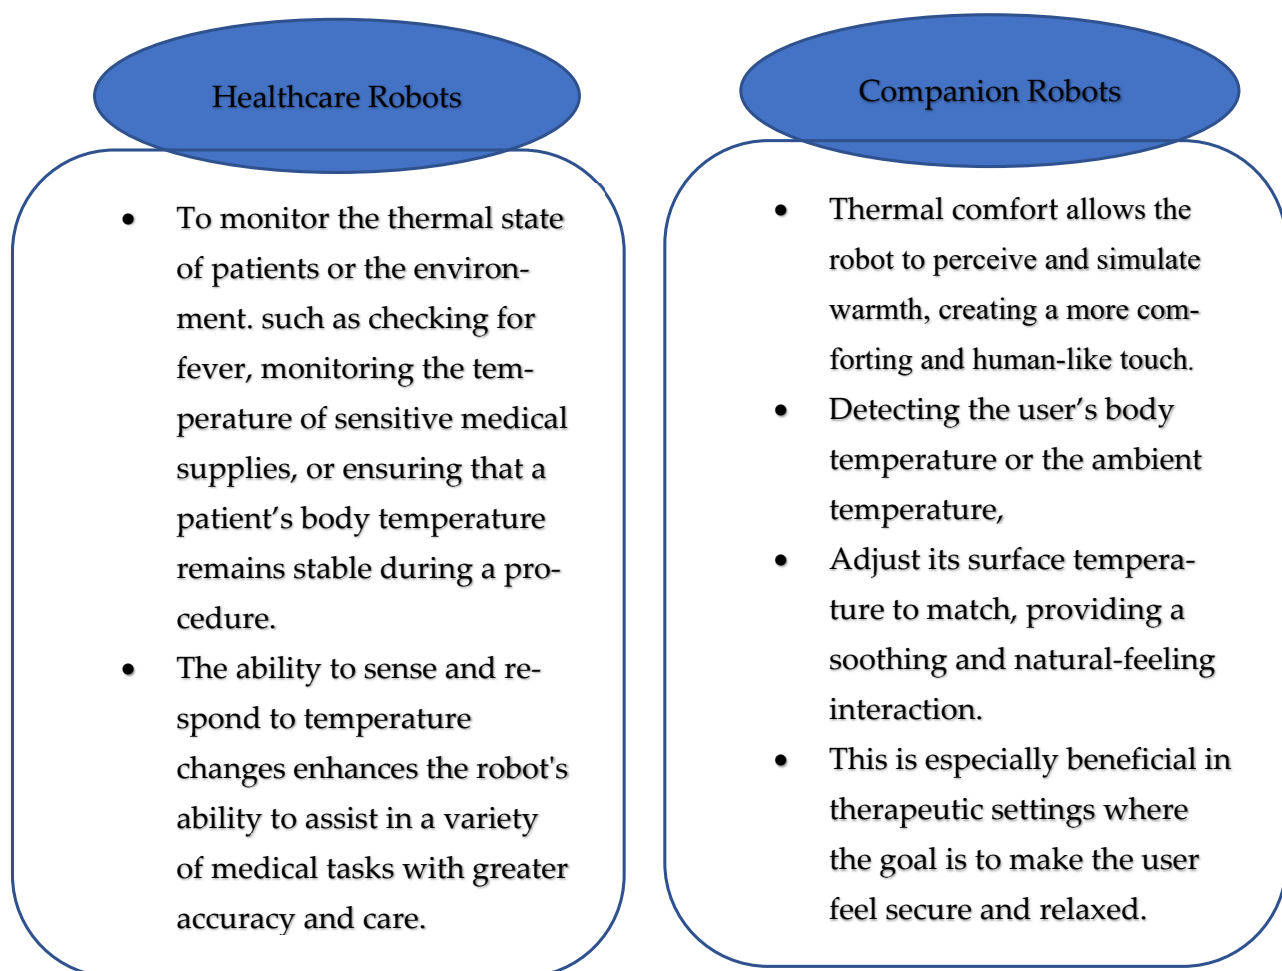 Healthcare Robots
• To monitor the thermal state
of patients or the environ-
ment. such as checking for
fever, monitoring the tem-
perature of sensitive medical
supplies, or ensuring that a
patient’s body temperature
remains stable during a pro-
cedure.
• The ability to sense and re-
spond to temperature
changes enhances the robot's
ability to assist in a variety
of medical tasks with greater
accuracy and care.
Companion Robots
• Thermal comfort allows the
robot to perceive and simulate
warmth, creating a more com-
forting and human-like touch.
• Detecting the user’s body
temperature or the ambient
temperature,
• Adjust its surface tempera-
ture to match, providing a
soothing and natural-feeling
interaction.
• This is especially beneficial in
therapeutic settings where
the goal is to make the user
feel secure and relaxed.